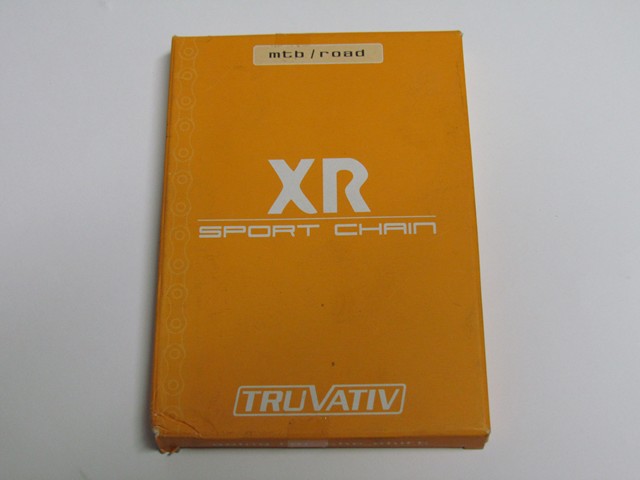 mtb/road
XR
SPORT CHAIN
TRUVATIV